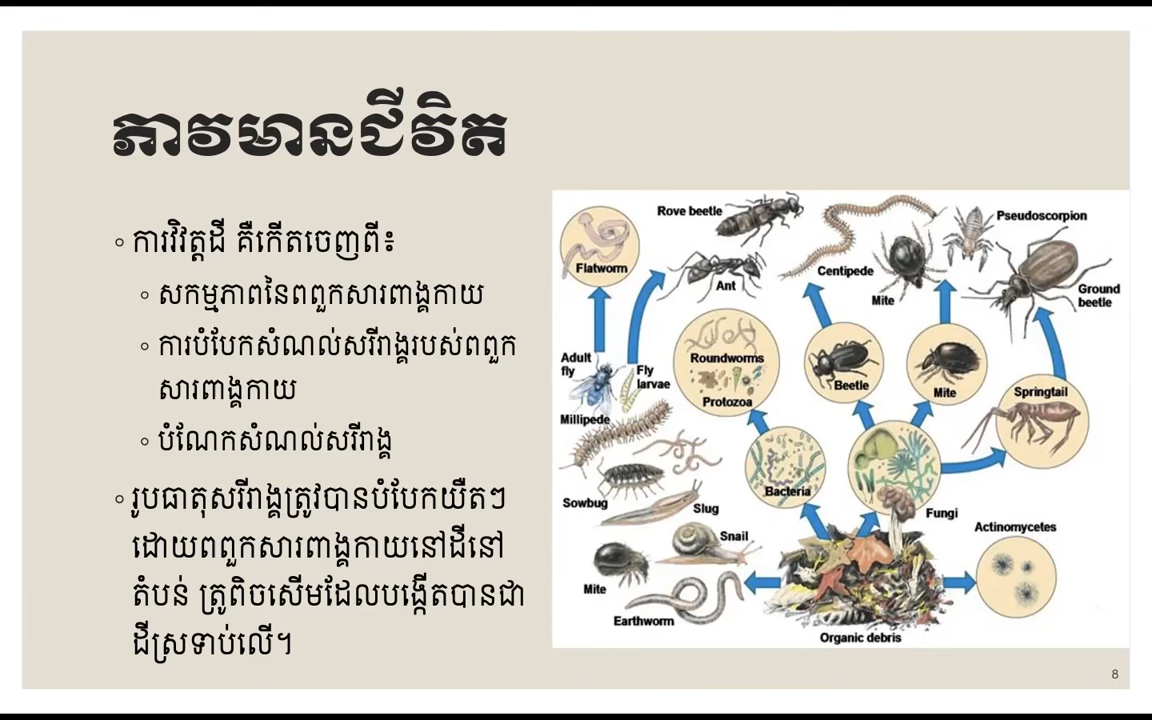 ភាវមានជីវិត
◦ ការវិវត្តដី គឺកើតចេញពី៖
◦ សកម្មភាពនៃពពួកសារពាង្គកាយ
◦ ការបំបែកសំណល់សរីរាង្គរបស់ពពួក
សារពាង្គកាយ
◦ បំណែកសំណល់សរីរាង្គ
◦ រូបធាតុសរីរាង្គត្រូវបានបំបែកយឺតៗ
ដោយពពួកសារពាង្គកាយនៅដីនៅ
តំបន់ ត្រូពិចសើមដែលបង្កើតបានជា
ដីស្រទាប់លើ។
Rove beetle
Pseudoscorpion
Flatworm
Centipede
Ant
Mite
Ground
beetle
Adult
fly
Fly
larvae
Roundworms
Protozoa
Beetle
Mite
Springtail
Millipede
Bacteria
Sowbug
Slug
Fungi
Snail
Actinomycetes
Mite
Earthworm
Organic debris
8